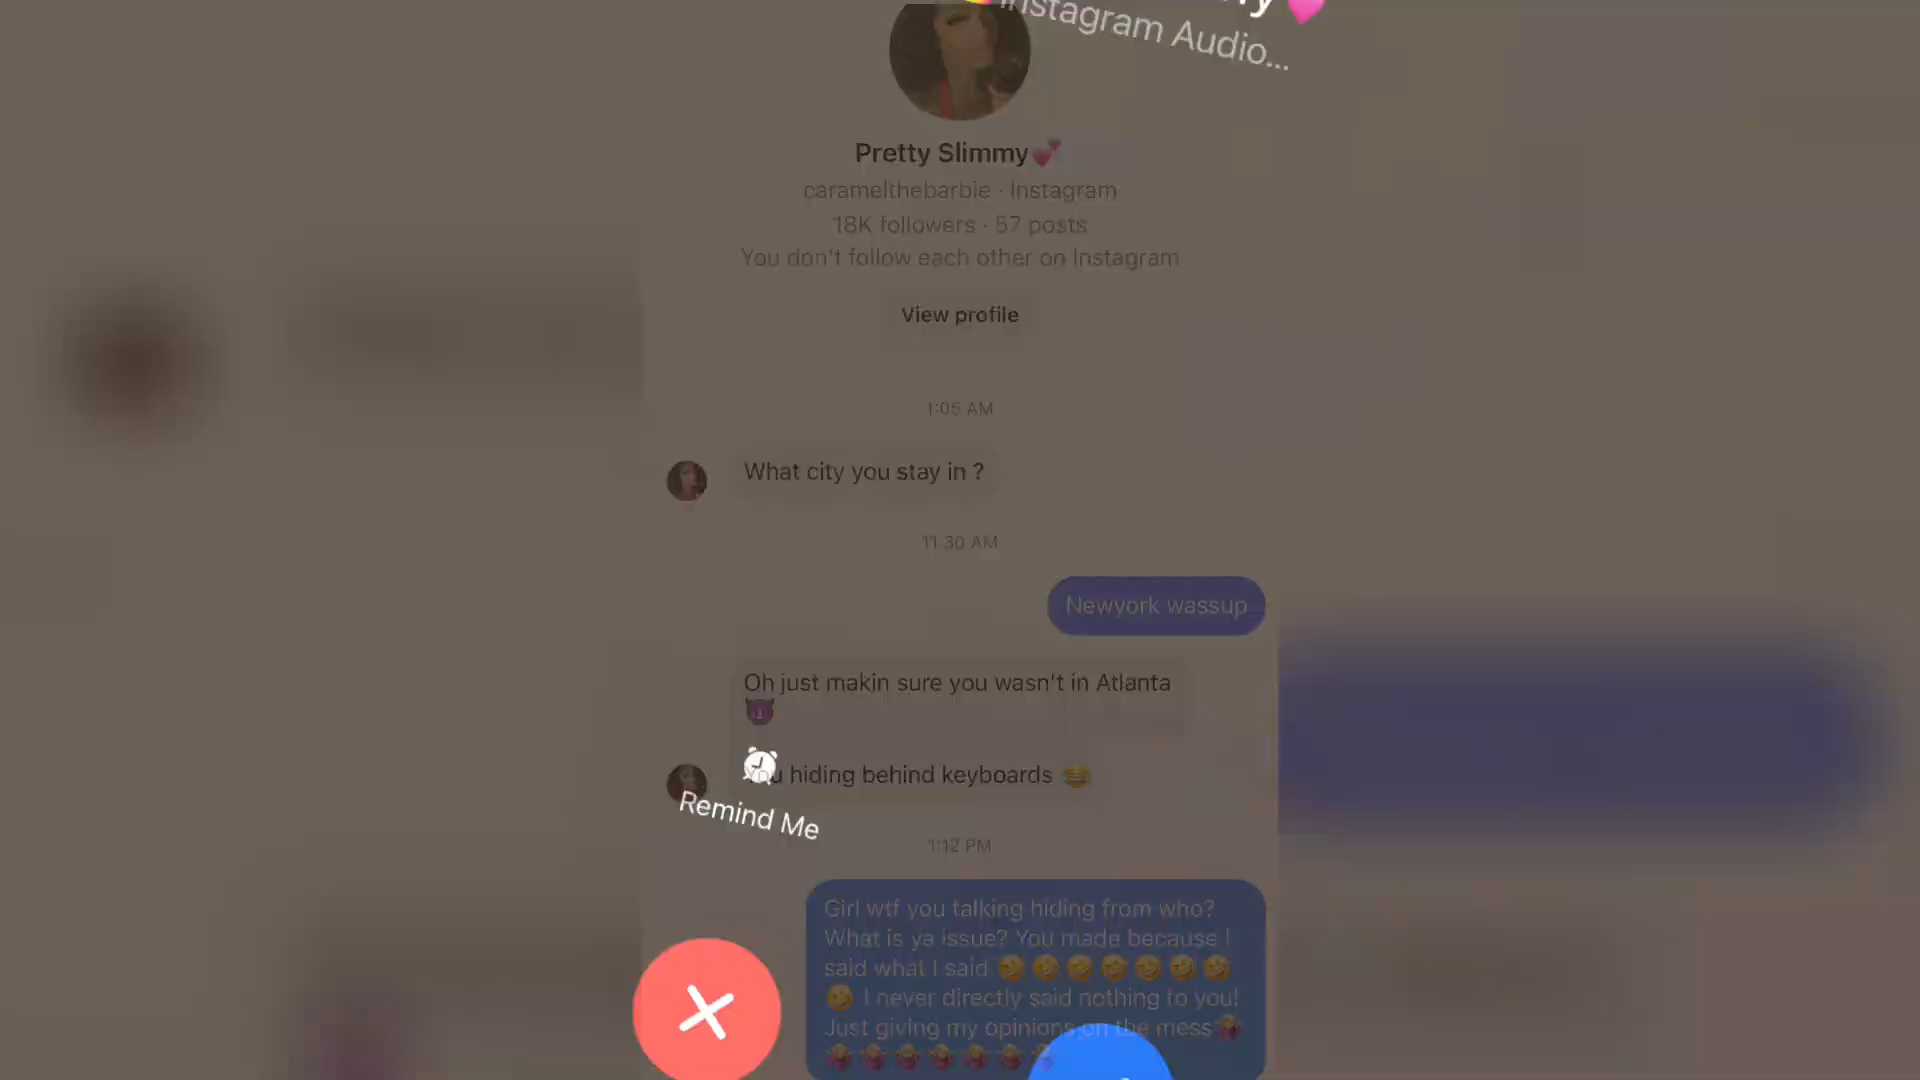 Instagram Audio...
Pretty Slimmy💕
caramelthebarbie · Instagram
18K followers · 57 posts
You don't follow each other on Instagram
View profile
1:05 AM
What city you stay in ?
11:30 AM
Newyork wassup
Oh just makin sure you wasn't in Atlanta
😈
You hiding behind keyboards 😂
Remind Me
1:12 PM
Girl wtf you talking hiding from who?
What is ya issue? You made because I
said what I said 🤣🤣🤣🤣🤣🤣🤣
🤣 I never directly said nothing to you!
Just giving my opinions on the mess🤷🏽‍♀️
🤷🏽‍♀️🤷🏽‍♀️🤷🏽‍♀️🤷🏽‍♀️🤷🏽‍♀️🤷🏽‍♀️🤷🏽‍♀️